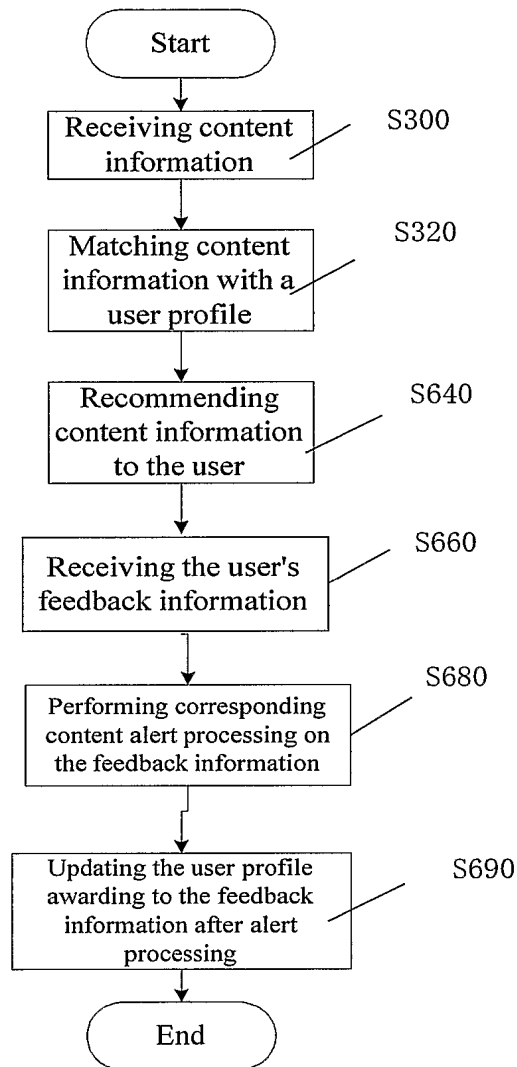 Start
Receiving content
information
S300
Matching content
information with a
user profile
S320
Recommending
content information
to the user
S640
Receiving the user's
feedback information
S660
Performing corresponding
content alert processing on
the feedback information
S680
Updating the user profile
awarding to the feedback
information after alert
processing
S690
End